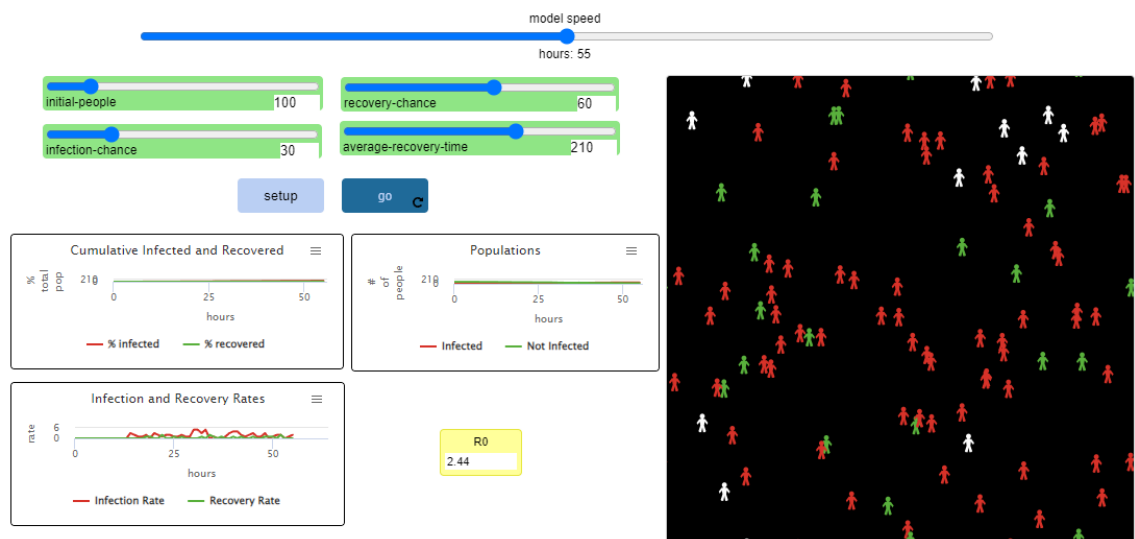 model speed
hours: 55
initial-people 100
recovery-chance 60
infection-chance 30
average-recovery-time 210
setup
go
Cumulative Infected and Recovered
% total pop
0
25
50
hours
% infected
% recovered
Populations
# of people
0
25
50
hours
Infected
Not Infected
Infection and Recovery Rates
rate
6
0
0
25
50
hours
Infection Rate
Recovery Rate
R0
2.44